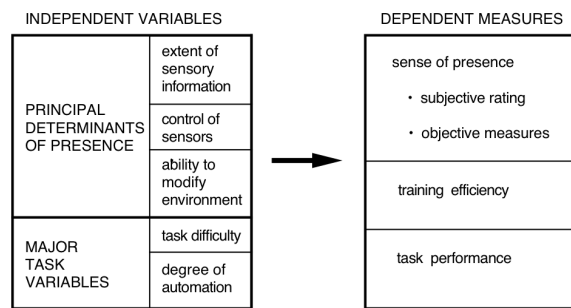 INDEPENDENT VARIABLES
PRINCIPAL
DETERMINANTS
OF PRESENCE
extent of
sensory
information
control of
sensors
ability to
modify
environment
MAJOR
TASK
VARIABLES
task difficulty
degree of
automation
DEPENDENT MEASURES
sense of presence
• subjective rating
• objective measures
training efficiency
task performance